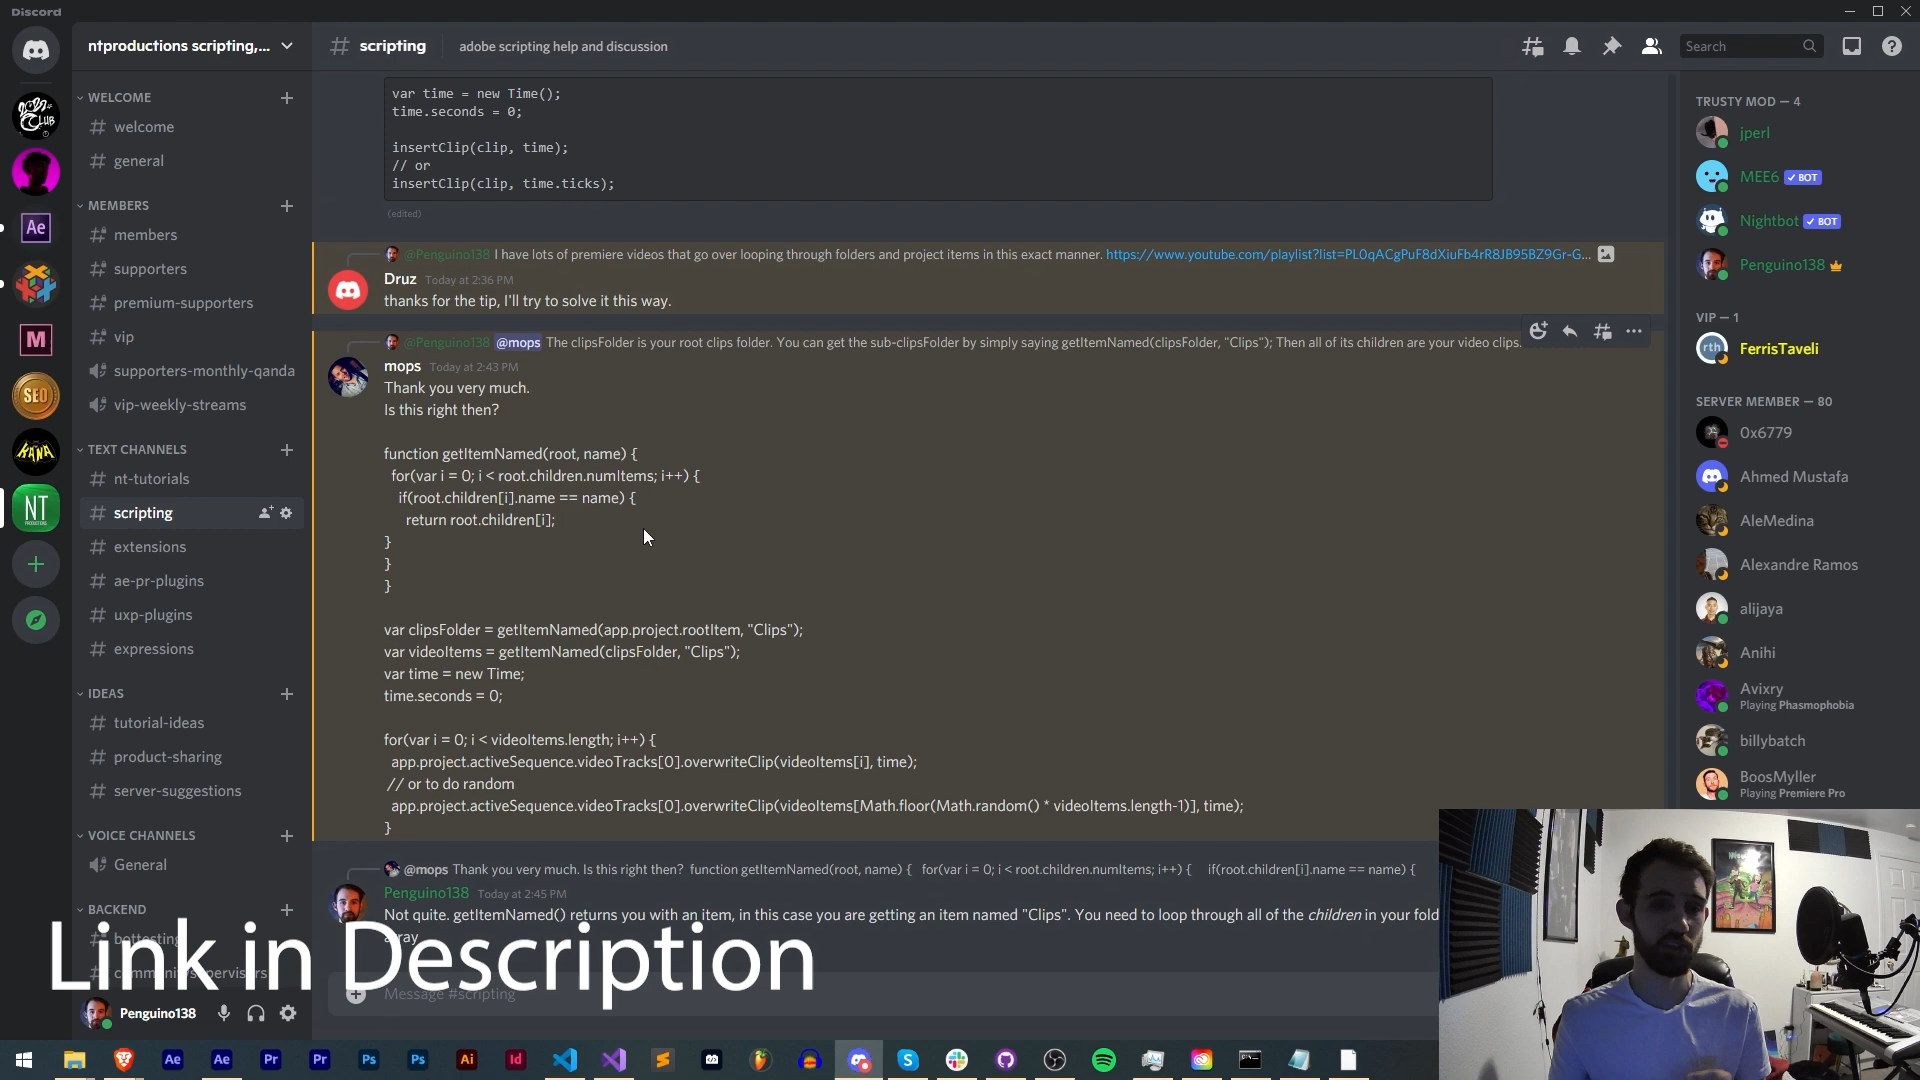 Discord
ntproductions scripting,...
WELCOME
welcome
general
MEMBERS
members
supporters
premium-supporters
vip
supporters-monthly-qanda
vip-weekly-streams
TEXT CHANNELS
nt-tutorials
scripting
extensions
ae-pr-plugins
uxp-plugins
expressions
IDEAS
tutorial-ideas
product-sharing
server-suggestions
VOICE CHANNELS
General
BACKEND
bottesting
Penguino138
CLUB
Ae
M
SEO
KANA
NT
# scripting
adobe scripting help and discussion
Search
var time = new Time();
time.seconds = 0;
insertClip(clip, time);
// or
insertClip(clip, time.ticks);
(edited)
@Penguino138 I have lots of premiere videos that go over looping through folders and project items in this exact manner. https://www.youtube.com/playlist?list=PL0qACgPuF8dXiuFb4rR8JB95BZ9Gr-G...
Druz Today at 2:36 PM
thanks for the tip, I'll try to solve it this way.
@Penguino138 @mops The clipsFolder is your root clips folder. You can get the sub-clipsFolder by simply saying getItemNamed(clipsFolder, "Clips"); Then all of its children are your video clips.
mops Today at 2:43 PM
Thank you very much.
Is this right then?
function getItemNamed(root, name) {
for(var i = 0; i < root.children.numItems; i++) {
if(root.children[i].name == name) {
return root.children[i];
}
}
}
var clipsFolder = getItemNamed(app.project.rootItem, "Clips");
var videoItems = getItemNamed(clipsFolder, "Clips");
var time = new Time;
time.seconds = 0;
for(var i = 0; i < videoItems.length; i++) {
app.project.activeSequence.videoTracks[0].overwriteClip(videoItems[i], time);
// or to do random
app.project.activeSequence.videoTracks[0].overwriteClip(videoItems[Math.floor(Math.random() * videoItems.length-1)], time);
}
@mops Thank you very much. Is this right then? function getItemNamed(root, name) { for(var i = 0; i < root.children.numItems; i++) { if(root.children[i].name == name) {
Penguino138 Today at 2:45 PM
Not quite. getItemNamed() returns you with an item, in this case you are getting an item named "Clips". You need to loop through all of the children in your fold
array
Message #scripting
Link in Description
TRUSTY MOD — 4
jperl
MEE6 ✓ BOT
Nightbot ✓ BOT
Penguino138
VIP — 1
rth
FerrisTaveli
SERVER MEMBER — 80
0x6779
Ahmed Mustafa
AleMedina
Alexandre Ramos
alijaya
Anihi
Avixry
Playing Phasmophobia
billybatch
BoosMyller
Playing Premiere Pro
Ae Ae Pr Pr Ps Ps Ai Id